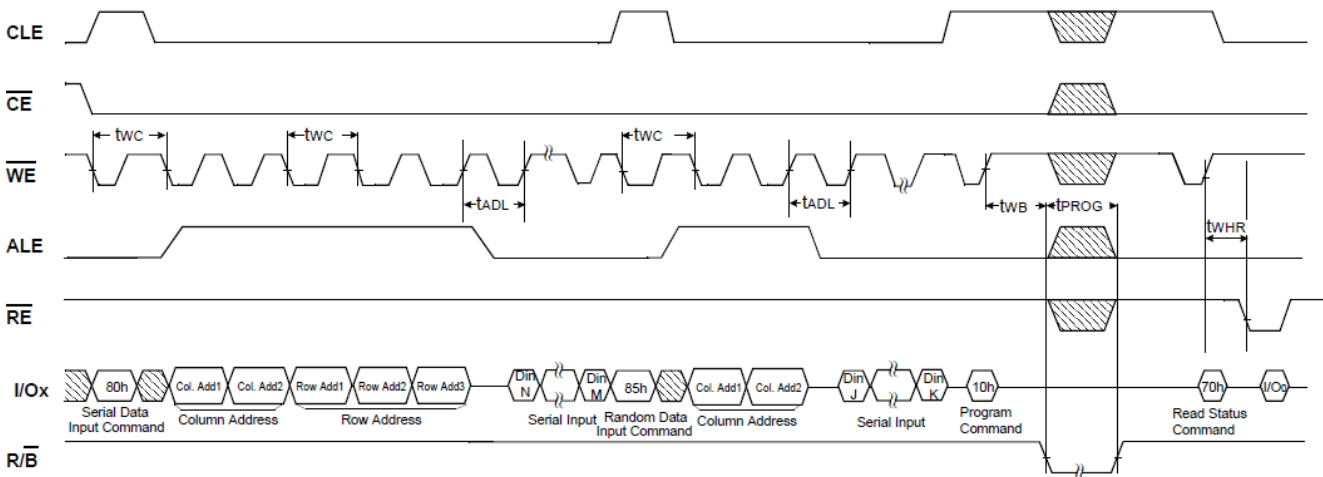 CLE
CE
tWC tWC tWC
WE
tADL tADL tWB tPROG
ALE
tWHR
RE
I/Ox
80h Col. Add1 Col. Add2 Row Add1 Row Add2 Row Add3 Din N Din M 85h Col. Add1 Col. Add2 Din J Din K 10h 70h I/O0
Serial Data Input Command Column Address Row Address Serial Input Random Data Input Command Column Address Serial Input Program Command Read Status Command
R/B